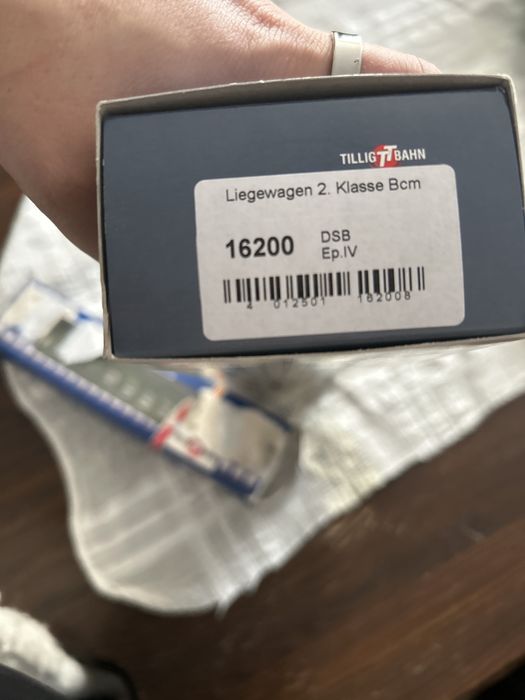 TILLIG TT BAHN
Liegewagen 2. Klasse Bcm
16200
DSB
Ep.IV
4 012501 162008